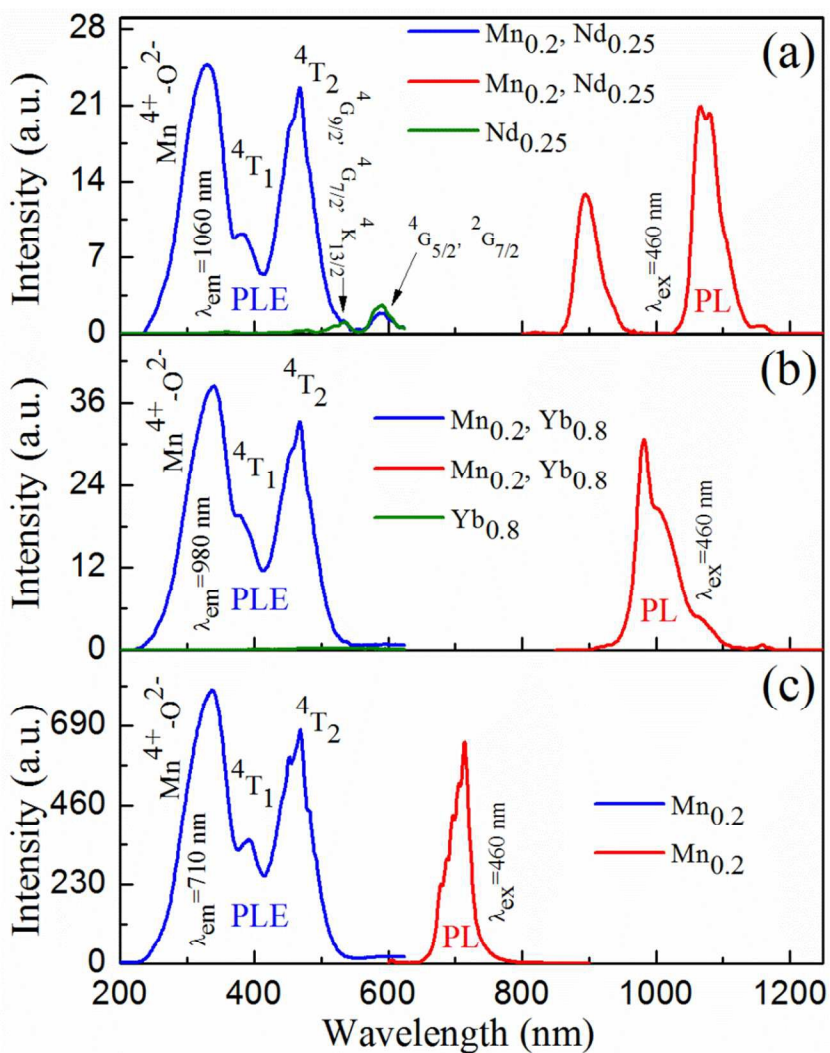 Intensity (a.u.)
28
21
14
7
0
(a)
Mn4+-O2-
4T1
4T2
4G9/2, 4G7/2, 4K13/2
4G5/2, 2G7/2
λem=1060 nm
PLE
λex=460 nm
PL
Mn0.2, Nd0.25
Mn0.2, Nd0.25
Nd0.25
Intensity (a.u.)
36
24
12
0
(b)
Mn4+-O2-
4T1
4T2
λem=980 nm
PLE
λex=460 nm
PL
Mn0.2, Yb0.8
Mn0.2, Yb0.8
Yb0.8
Intensity (a.u.)
690
460
230
0
(c)
Mn4+-O2-
4T1
4T2
λem=710 nm
PLE
λex=460 nm
PL
Mn0.2
Mn0.2
200 400 600 800 1000 1200
Wavelength (nm)